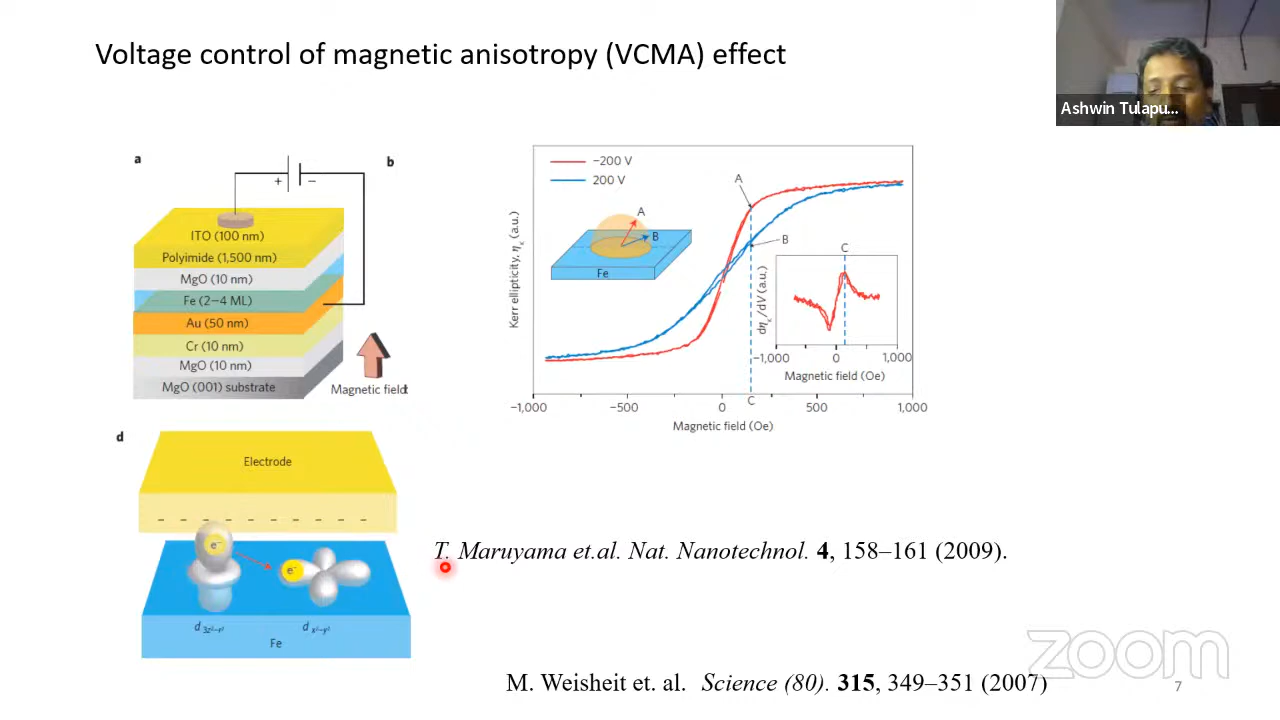 Voltage control of magnetic anisotropy (VCMA) effect
Ashwin Tulapu...
a
b
+
−
ITO (100 nm)
Polyimide (1,500 nm)
MgO (10 nm)
Fe (2−4 ML)
Au (50 nm)
Cr (10 nm)
MgO (10 nm)
MgO (001) substrate
Magnetic field
−200 V
200 V
A
B
A
B
Fe
C
Kerr ellipticity, ηκ (a.u.)
dηκ/dV (a.u.)
−1,000 0 1,000
Magnetic field (Oe)
−1,000 −500 0 C 500 1,000
Magnetic field (Oe)
d
Electrode
− − − − − − − − − −
e⁻
e⁻
d 3z²−r²
d x²−y²
Fe
T. Maruyama et.al. Nat. Nanotechnol. 4, 158–161 (2009).
M. Weisheit et. al. Science (80). 315, 349–351 (2007)
zoom
7